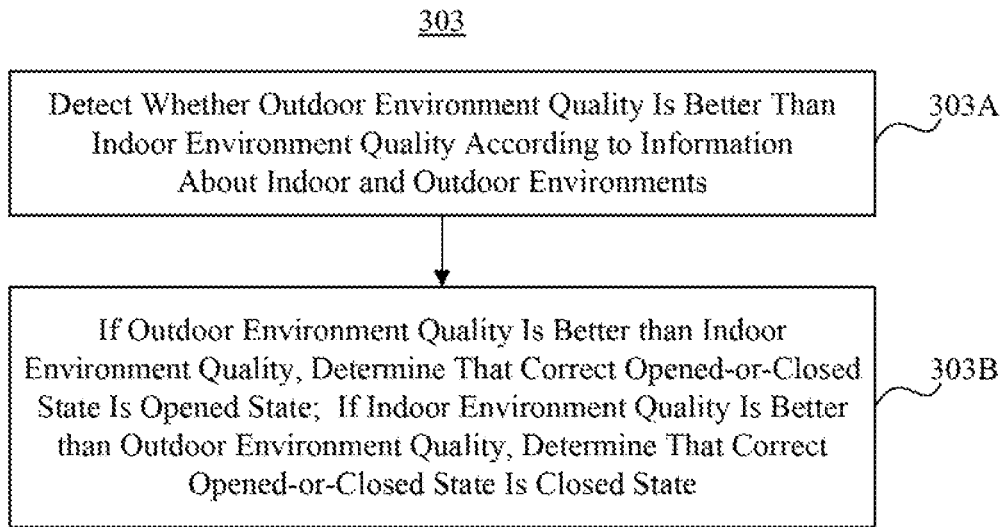 303
Detect Whether Outdoor Environment Quality Is Better Than
Indoor Environment Quality According to Information
About Indoor and Outdoor Environments
303A
If Outdoor Environment Quality Is Better than Indoor
Environment Quality, Determine That Correct Opened-or-Closed
State Is Opened State; If Indoor Environment Quality Is Better
than Outdoor Environment Quality, Determine That Correct
Opened-or-Closed State Is Closed State
303B